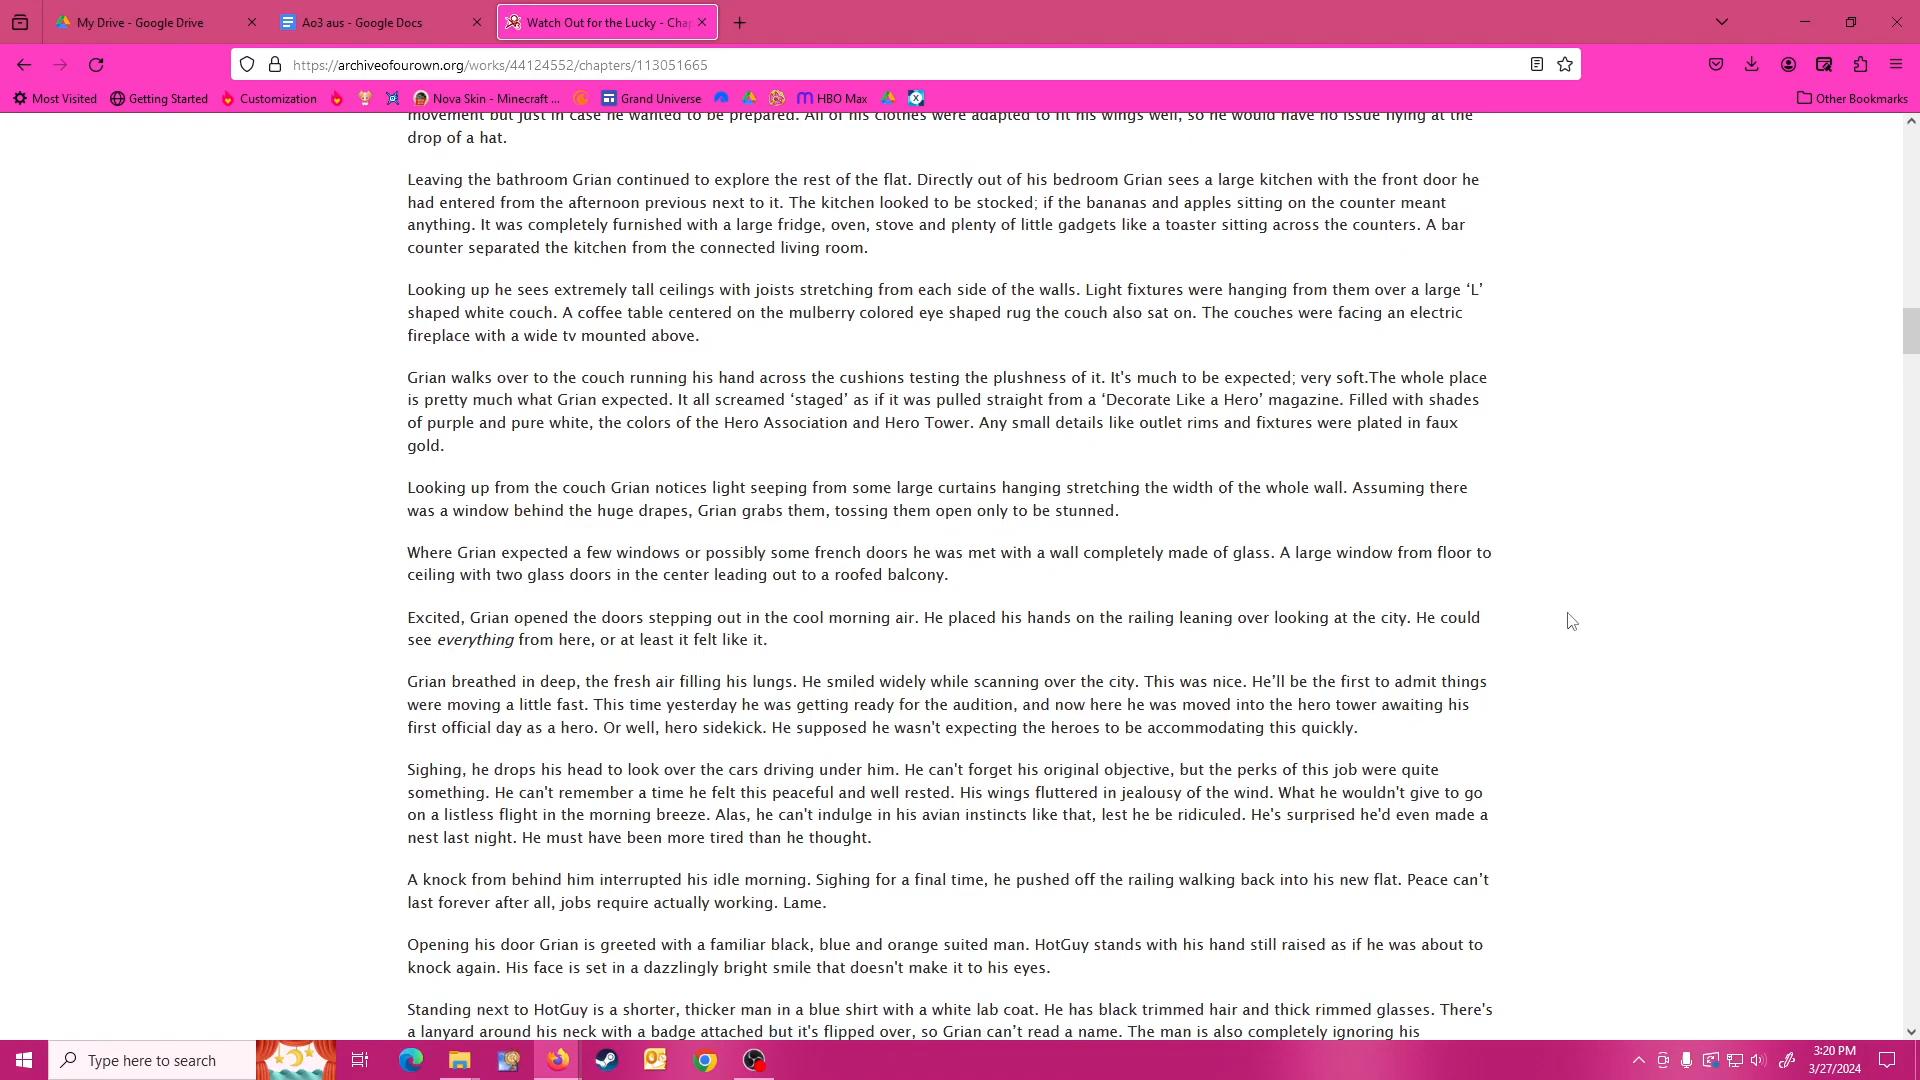 My Drive - Google Drive
Ao3 aus - Google Docs
Watch Out for the Lucky - Cha
https://archiveofourown.org/works/44124552/chapters/113051665
Most Visited
Getting Started
Customization
Nova Skin - Minecraft ...
Grand Universe
HBO Max
Other Bookmarks
movement but just in case he wanted to be prepared. All of his clothes were adapted to fit his wings well, so he would have no issue flying at the
drop of a hat.
Leaving the bathroom Grian continued to explore the rest of the flat. Directly out of his bedroom Grian sees a large kitchen with the front door he
had entered from the afternoon previous next to it. The kitchen looked to be stocked; if the bananas and apples sitting on the counter meant
anything. It was completely furnished with a large fridge, oven, stove and plenty of little gadgets like a toaster sitting across the counters. A bar
counter separated the kitchen from the connected living room.
Looking up he sees extremely tall ceilings with joists stretching from each side of the walls. Light fixtures were hanging from them over a large ‘L’
shaped white couch. A coffee table centered on the mulberry colored eye shaped rug the couch also sat on. The couches were facing an electric
fireplace with a wide tv mounted above.
Grian walks over to the couch running his hand across the cushions testing the plushness of it. It's much to be expected; very soft.The whole place
is pretty much what Grian expected. It all screamed ‘staged’ as if it was pulled straight from a ‘Decorate Like a Hero’ magazine. Filled with shades
of purple and pure white, the colors of the Hero Association and Hero Tower. Any small details like outlet rims and fixtures were plated in faux
gold.
Looking up from the couch Grian notices light seeping from some large curtains hanging stretching the width of the whole wall. Assuming there
was a window behind the huge drapes, Grian grabs them, tossing them open only to be stunned.
Where Grian expected a few windows or possibly some french doors he was met with a wall completely made of glass. A large window from floor to
ceiling with two glass doors in the center leading out to a roofed balcony.
Excited, Grian opened the doors stepping out in the cool morning air. He placed his hands on the railing leaning over looking at the city. He could
see everything from here, or at least it felt like it.
Grian breathed in deep, the fresh air filling his lungs. He smiled widely while scanning over the city. This was nice. He’ll be the first to admit things
were moving a little fast. This time yesterday he was getting ready for the audition, and now here he was moved into the hero tower awaiting his
first official day as a hero. Or well, hero sidekick. He supposed he wasn't expecting the heroes to be accommodating this quickly.
Sighing, he drops his head to look over the cars driving under him. He can't forget his original objective, but the perks of this job were quite
something. He can't remember a time he felt this peaceful and well rested. His wings fluttered in jealousy of the wind. What he wouldn't give to go
on a listless flight in the morning breeze. Alas, he can't indulge in his avian instincts like that, lest he be ridiculed. He's surprised he'd even made a
nest last night. He must have been more tired than he thought.
A knock from behind him interrupted his idle morning. Sighing for a final time, he pushed off the railing walking back into his new flat. Peace can’t
last forever after all, jobs require actually working. Lame.
Opening his door Grian is greeted with a familiar black, blue and orange suited man. HotGuy stands with his hand still raised as if he was about to
knock again. His face is set in a dazzlingly bright smile that doesn't make it to his eyes.
Standing next to HotGuy is a shorter, thicker man in a blue shirt with a white lab coat. He has black trimmed hair and thick rimmed glasses. There's
a lanyard around his neck with a badge attached but it's flipped over, so Grian can’t read a name. The man is also completely ignoring his
Type here to search
3:20 PM
3/27/2024